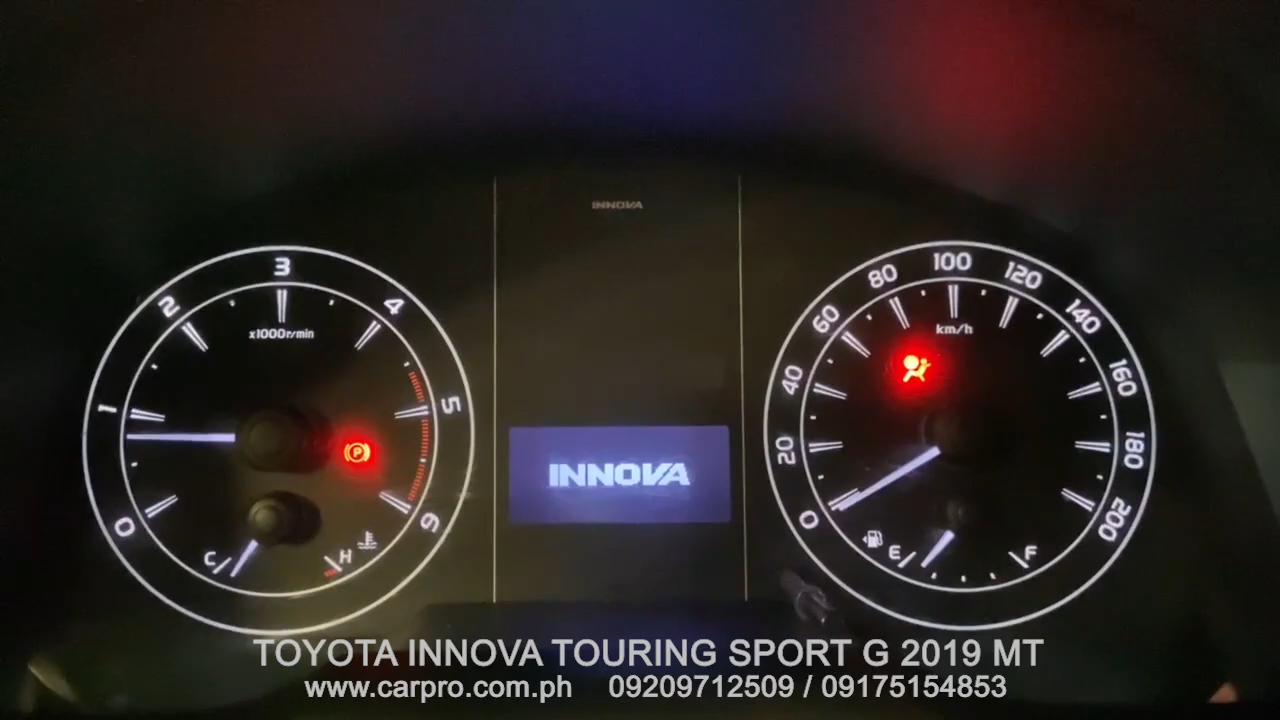 INNOVA
3
2
4
x1000r/min
1
5
0
6
P
C
H
INNOVA
100
80
120
60
140
km/h
40
160
20
180
0
200
E
F
TOYOTA INNOVA TOURING SPORT G 2019 MT
www.carpro.com.ph 09209712509 / 09175154853